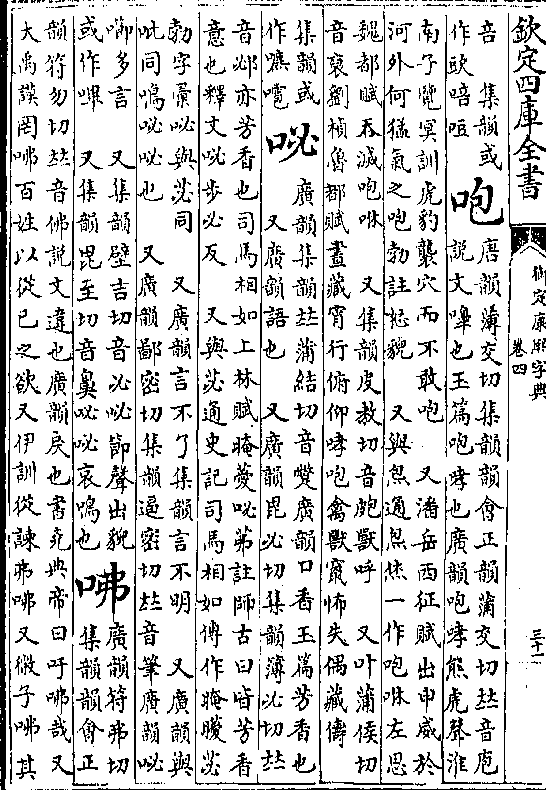 欽定四庫全書
御定康熙字典
卷四
三十一
音　集韻或
作
咆
唐韻薄交切集韻韻會正韻蒲交切𠀤音庖
說文嘷也玉篇咆哮也廣韻咆哮熊虎聲淮
南子覽冥訓虎豹襲穴而不敢咆　又潘岳西征賦出申威於
河外何猛氣之咆勃註怒貌　又與炰通炰烋一作咆咻左思
魏都賦吞滅咆咻　又集韻皮敎切音皰獸呼　又叶蒲侯切
音裒劉楨魯都賦晝藏宵行俯仰哮咆禽獸竄怖失偶藏儔
集韻或
作
咇
廣韻集韻𠀤蒲結切音蹩廣韻口香玉篇芳香也
又廣韻語也　又廣韻毘必切集韻薄必切𠀤
音邲亦芳香也司馬相如上林賦晻薆咇茀註師古曰皆芳香
意也釋文咇步必反　又與苾通史記司馬相如傳作晻曖苾
勃字彙咇與苾同　又廣韻言不了集韻言不明　又廣韻與
吡同鳴咇咇也　又廣韻鄙密切集韻逼密切𠀤音筆廣韻咇
㗫多言　又集韻壁吉切音必咇節聲出貌
或作嗶　又集韻毘至切音鼻咇咇哀鳴也
咈
廣韻符弗切
集韻韻會正
韻符勿切𠀤音佛說文違也廣韻戾也書堯典帝曰吁咈哉又
大禹謨罔咈百姓以從已之欲又伊訓從諫弗咈又微子咈其